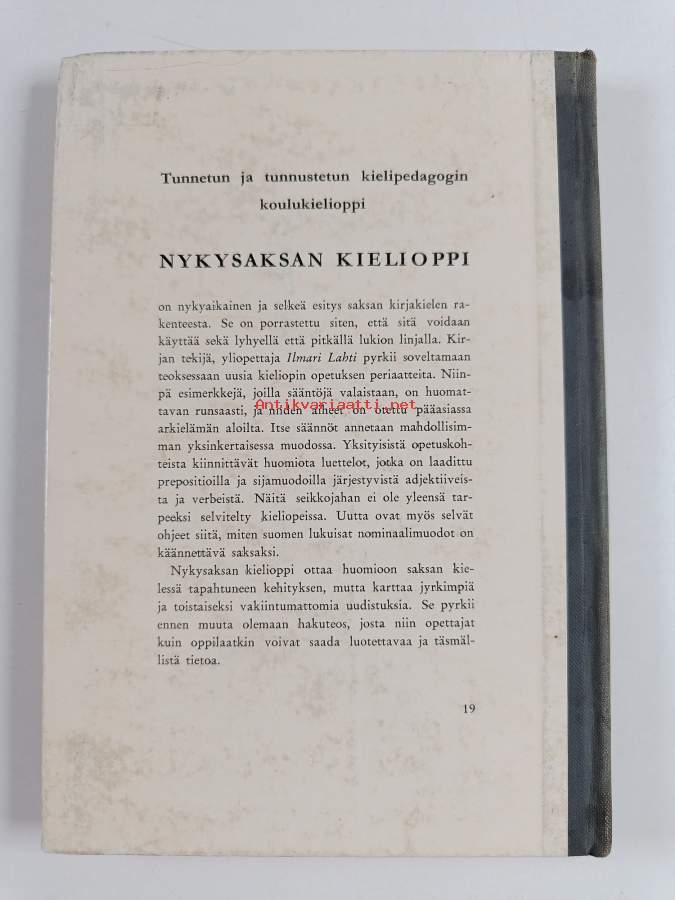 Tunnetun ja tunnustetun kielipedagogin
koulukielioppi
NYKYSAKSAN KIELIOPPI
on nykyaikainen ja selkeä esitys saksan kirjakielen ra-
kenteesta. Se on porrastettu siten, että sitä voidaan
käyttää sekä lyhyellä että pitkällä lukion linjalla. Kir-
jan tekijä, yliopettaja Ilmari Lahti pyrkii soveltamaan
teoksessaan uusia kieliopin opetuksen periaatteita. Niin-
pä esimerkkejä, joilla sääntöjä valaistaan, on huomat-
tavan runsaasti, ja niiden aiheet on otettu pääasiassa
Antikvariaatti.net
arkielämän aloilta. Itse säännöt annetaan mahdollisim-
man yksinkertaisessa muodossa. Yksityisistä opetuskoh-
teista kiinnittävät huomiota luettelot, jotka on laadittu
prepositioilla ja sijamuodoilla järjestyvistä adjektiiveis-
ta ja verbeistä. Näitä seikkojahan ei ole yleensä tar-
peeksi selvitelty kieliopeissa. Uutta ovat myös selvät
ohjeet siitä, miten suomen lukuisat nominaalimuodot on
käännettävä saksaksi.
Nykysaksan kielioppi ottaa huomioon saksan kie-
lessä tapahtuneen kehityksen, mutta karttaa jyrkimpiä
ja toistaiseksi vakiintumattomia uudistuksia. Se pyrkii
ennen muuta olemaan hakuteos, josta niin opettajat
kuin oppilaatkin voivat saada luotettavaa ja täsmäl-
listä tietoa.
19